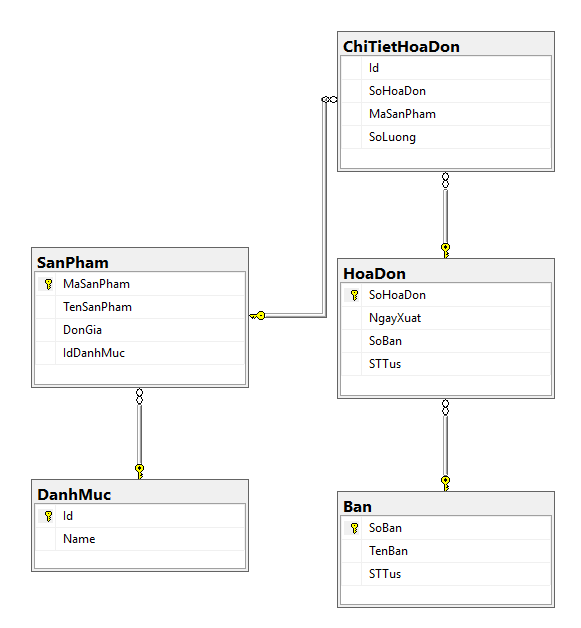 ChiTietHoaDon
Id
SoHoaDon
MaSanPham
SoLuong
SanPham
MaSanPham
TenSanPham
DonGia
IdDanhMuc
HoaDon
SoHoaDon
NgayXuat
SoBan
STTus
DanhMuc
Id
Name
Ban
SoBan
TenBan
STTus